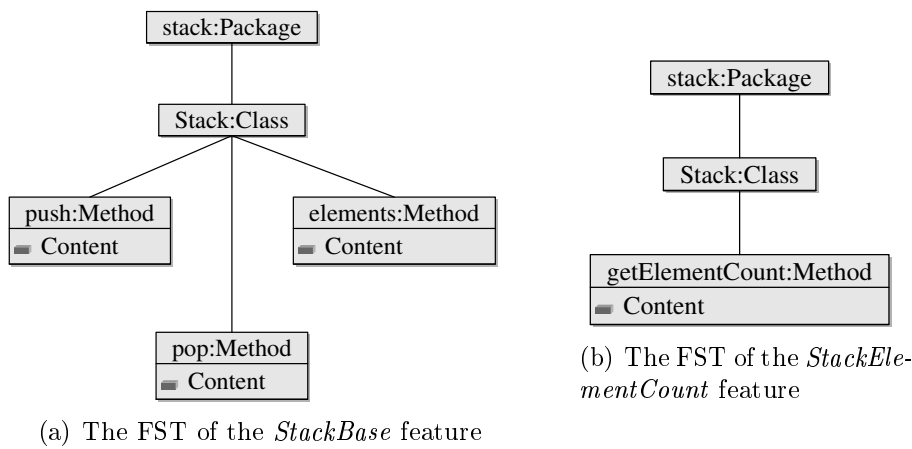 stack:Package
Stack:Class
push:Method
Content
elements:Method
Content
pop:Method
Content
(a) The FST of the StackBase feature
stack:Package
Stack:Class
getElementCount:Method
Content
(b) The FST of the StackEle-
mentCount feature